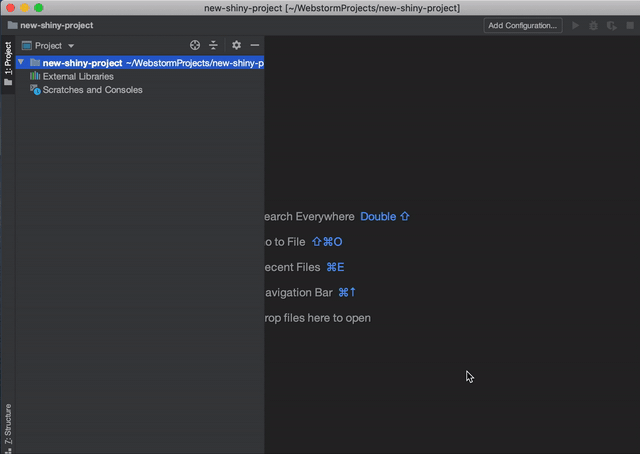 new-shiny-project [~/WebstormProjects/new-shiny-project]
new-shiny-project
Add Configuration...
1: Project
Project
new-shiny-project ~/WebstormProjects/new-shiny-p
External Libraries
Scratches and Consoles
earch Everywhere Double ⇧
o to File ⇧⌘O
ecent Files ⌘E
avigation Bar ⌘↑
rop files here to open
7: Structure